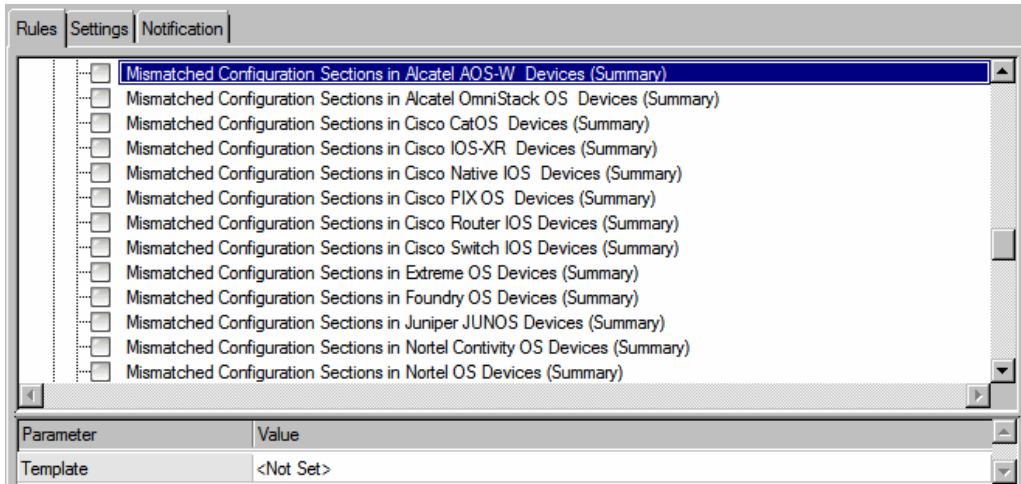 Rules Settings Notification
Mismatched Configuration Sections in Alcatel AOS-W  Devices (Summary)
Mismatched Configuration Sections in Alcatel OmniStack OS  Devices (Summary)
Mismatched Configuration Sections in Cisco CatOS  Devices (Summary)
Mismatched Configuration Sections in Cisco IOS-XR  Devices (Summary)
Mismatched Configuration Sections in Cisco Native IOS  Devices (Summary)
Mismatched Configuration Sections in Cisco PIX OS  Devices (Summary)
Mismatched Configuration Sections in Cisco Router IOS Devices (Summary)
Mismatched Configuration Sections in Cisco Switch IOS Devices (Summary)
Mismatched Configuration Sections in Extreme OS Devices (Summary)
Mismatched Configuration Sections in Foundry OS Devices (Summary)
Mismatched Configuration Sections in Juniper JUNOS Devices (Summary)
Mismatched Configuration Sections in Nortel Contivity OS Devices (Summary)
Mismatched Configuration Sections in Nortel OS Devices (Summary)
Parameter Value
Template <Not Set>